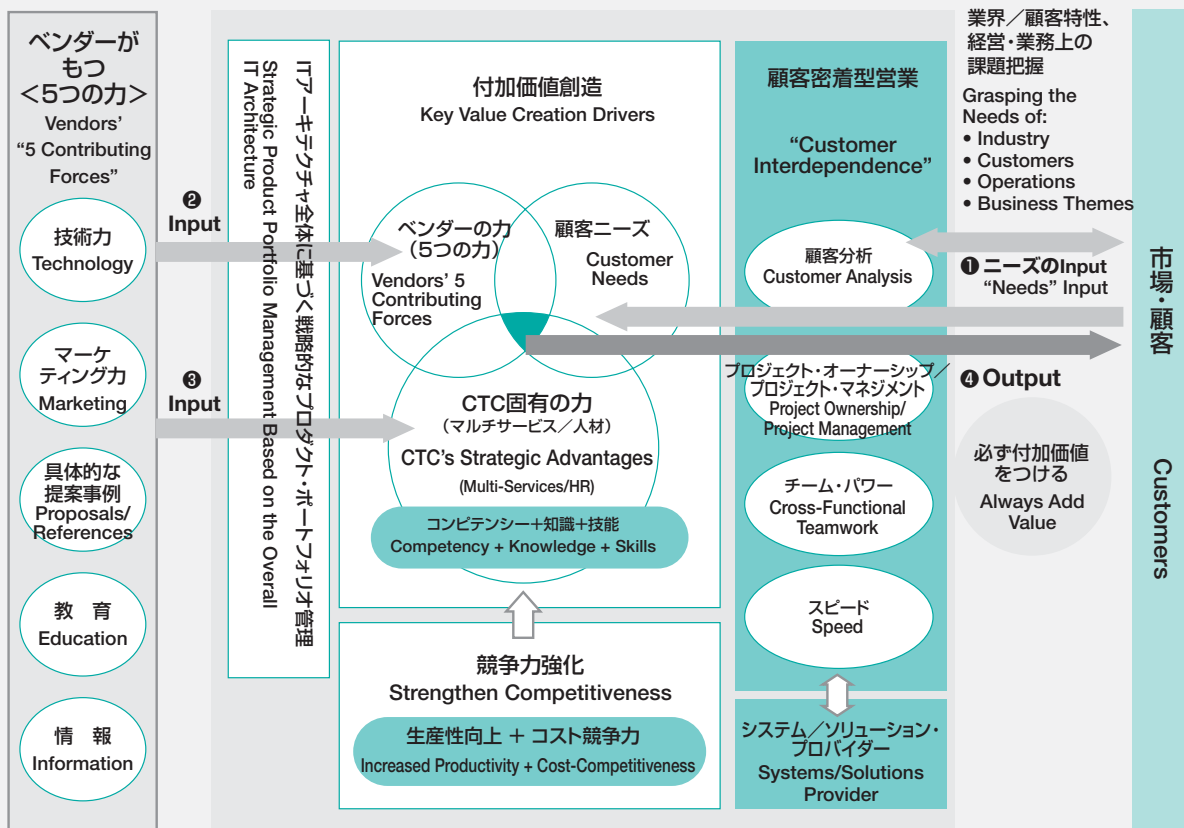 ベンダーが
もつ
<5つの力>
Vendors'
“5 Contributing
Forces”
技術力
Technology
マーケ
ティング力
Marketing
具体的な
提案事例
Proposals/
References
教 育
Education
情 報
Information
❷
Input
❸
Input
ITアーキテクチャ全体に基づく戦略的なプロダクト・ポートフォリオ管理
Strategic Product Portfolio Management Based on the Overall
IT Architecture
付加価値創造
Key Value Creation Drivers
ベンダーの力
（5つの力）
Vendors' 5
Contributing
Forces
顧客ニーズ
Customer
Needs
CTC固有の力
（マルチサービス／人材）
CTC's Strategic Advantages
(Multi-Services/HR)
コンピテンシー＋知識＋技能
Competency + Knowledge + Skills
競争力強化
Strengthen Competitiveness
生産性向上 ＋ コスト競争力
Increased Productivity + Cost-Competitiveness
顧客密着型営業
“Customer
Interdependence”
顧客分析
Customer Analysis
プロジェクト・オーナーシップ／
プロジェクト・マネジメント
Project Ownership/
Project Management
チーム・パワー
Cross-Functional
Teamwork
スピード
Speed
システム／ソリューション・
プロバイダー
Systems/Solutions
Provider
業界／顧客特性、
経営・業務上の
課題把握
Grasping the
Needs of:
• Industry
• Customers
• Operations
• Business Themes
❶ ニーズのInput
“Needs” Input
❹ Output
必ず付加価値
をつける
Always Add
Value
市場・顧客
Customers